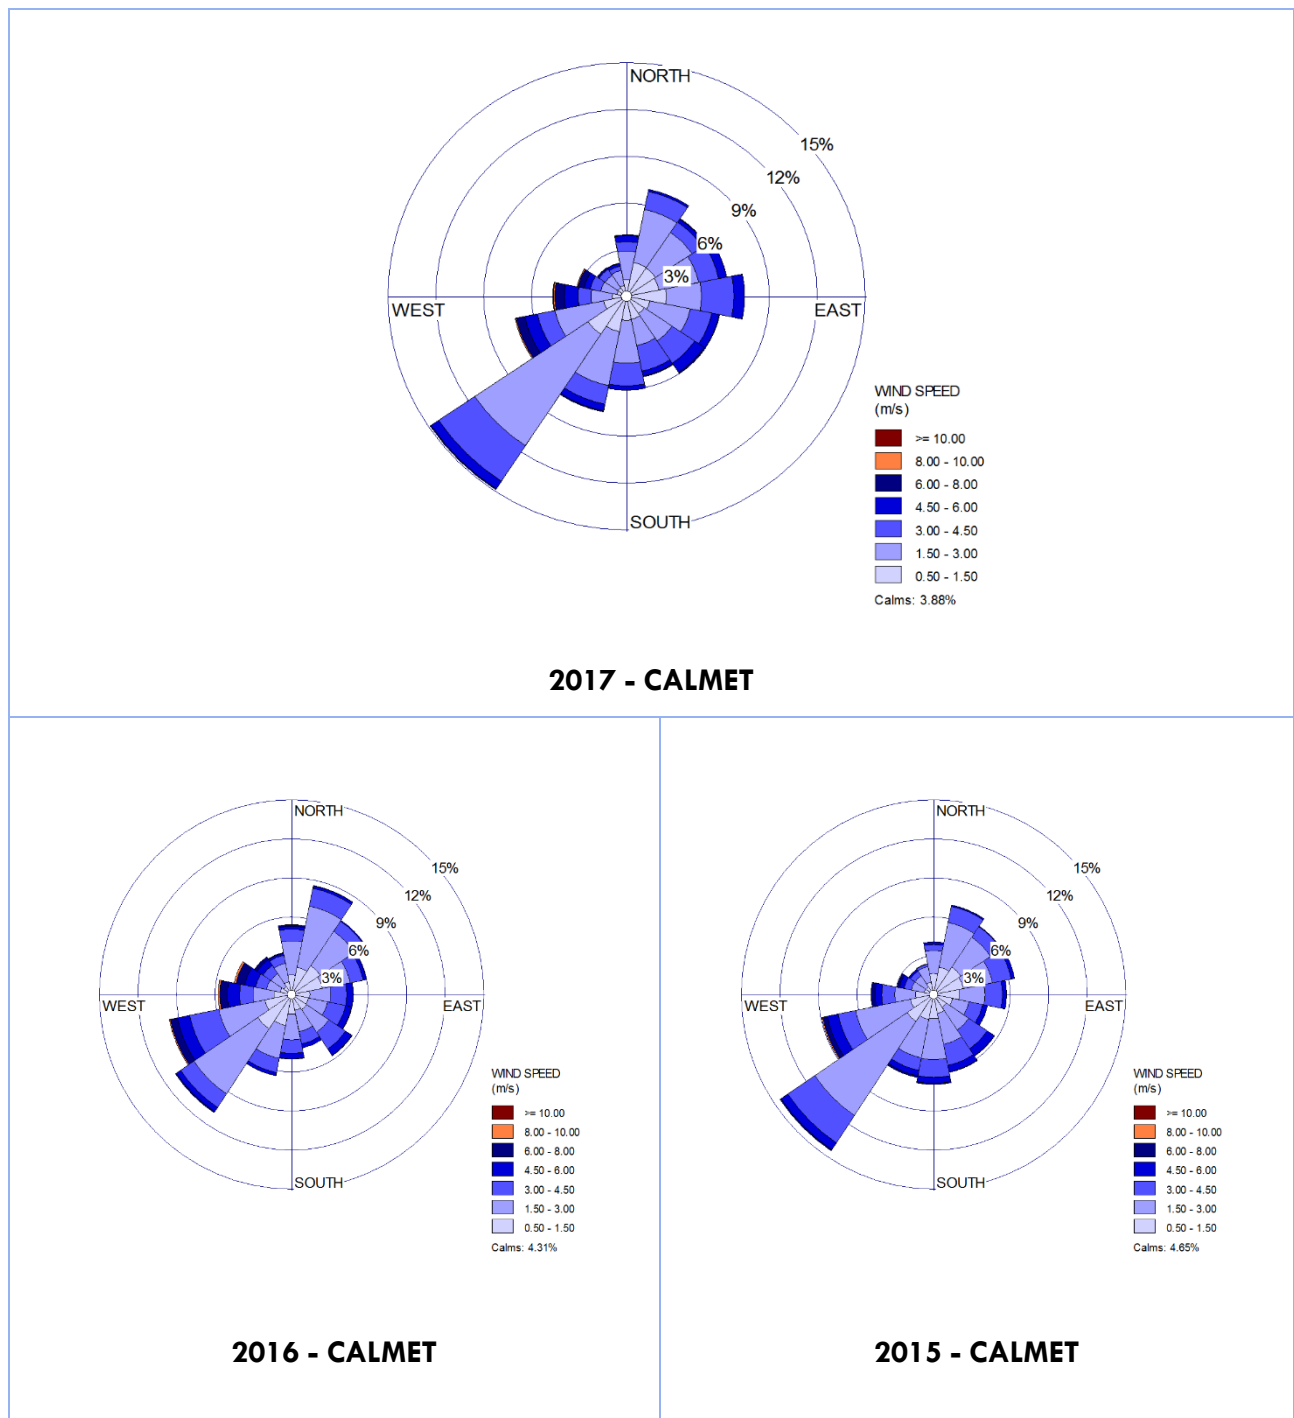 NORTH
15%
12%
9%
6%
3%
WEST
EAST
SOUTH
WIND SPEED
(m/s)
>= 10.00
8.00 - 10.00
6.00 - 8.00
4.50 - 6.00
3.00 - 4.50
1.50 - 3.00
0.50 - 1.50
Calms: 3.88%
2017 - CALMET
NORTH
15%
12%
9%
6%
3%
WEST
EAST
SOUTH
WIND SPEED
(m/s)
>= 10.00
8.00 - 10.00
6.00 - 8.00
4.50 - 6.00
3.00 - 4.50
1.50 - 3.00
0.50 - 1.50
Calms: 4.31%
2016 - CALMET
NORTH
15%
12%
9%
6%
3%
WEST
EAST
SOUTH
WIND SPEED
(m/s)
>= 10.00
8.00 - 10.00
6.00 - 8.00
4.50 - 6.00
3.00 - 4.50
1.50 - 3.00
0.50 - 1.50
Calms: 4.65%
2015 - CALMET